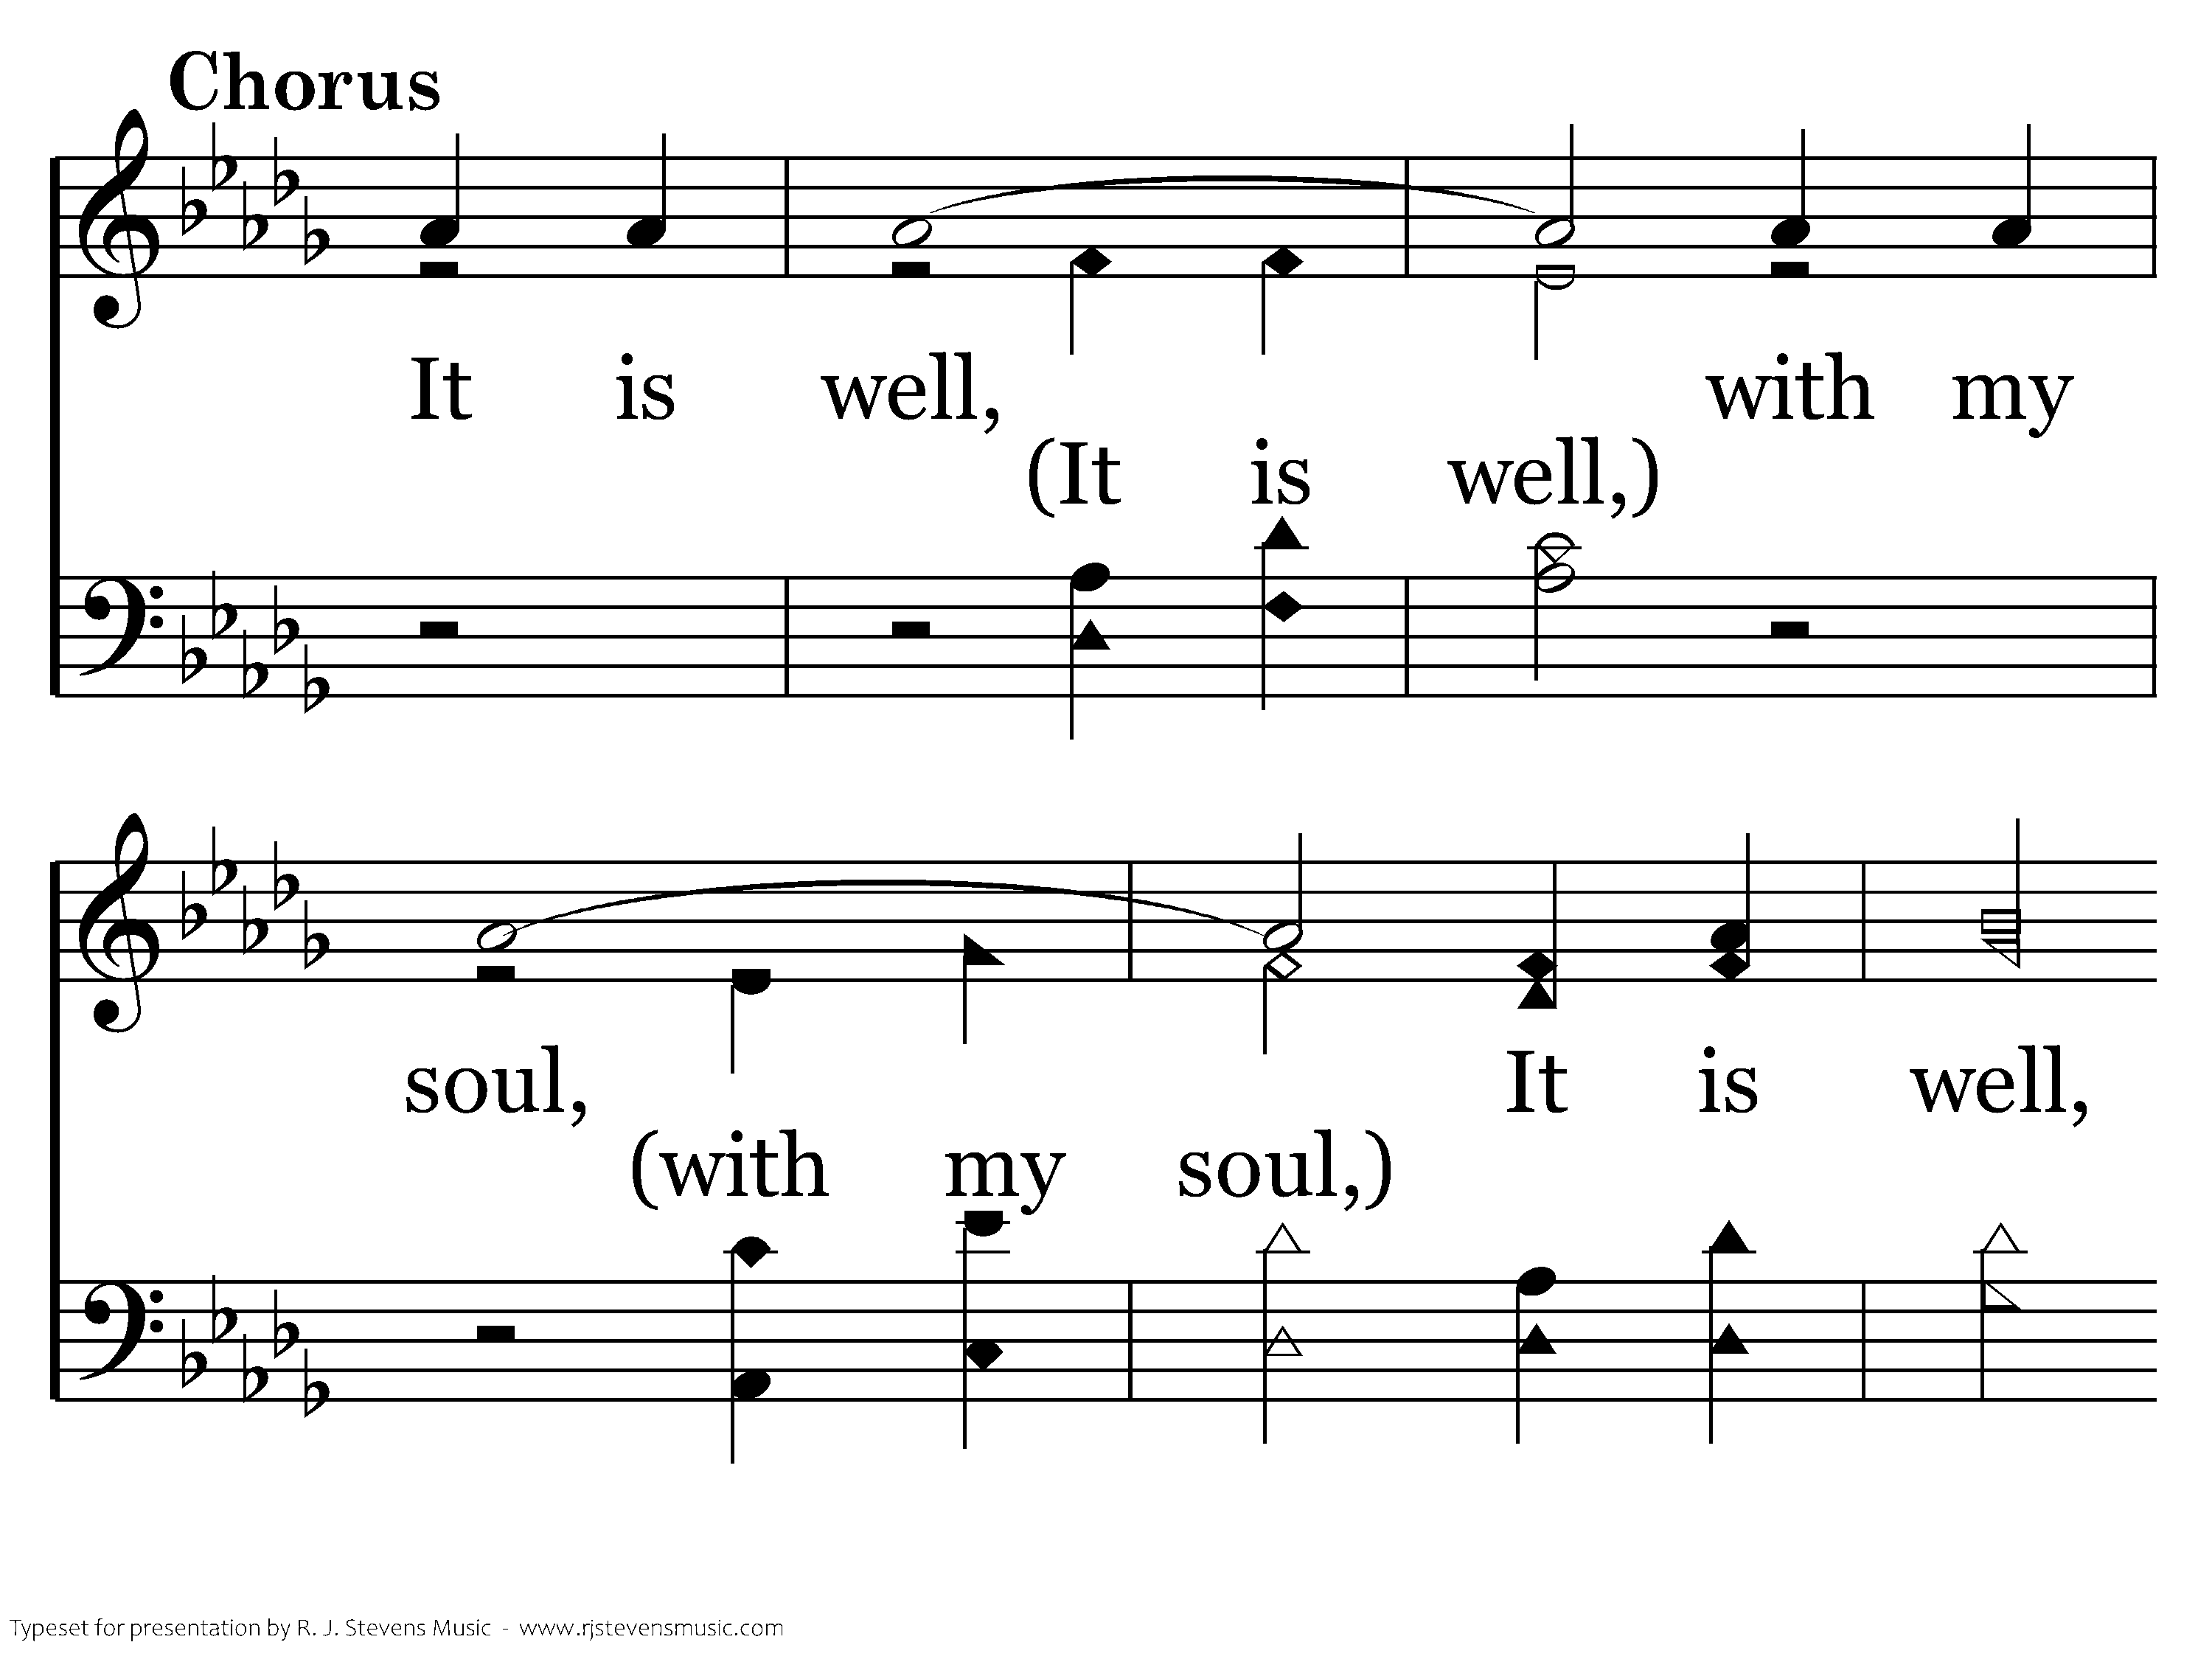 Chorus
It is well, with my
(It is well,)
soul, It is well,
(with my soul,)
Typeset for presentation by R. J. Stevens Music - www.rjstevensmusic.com